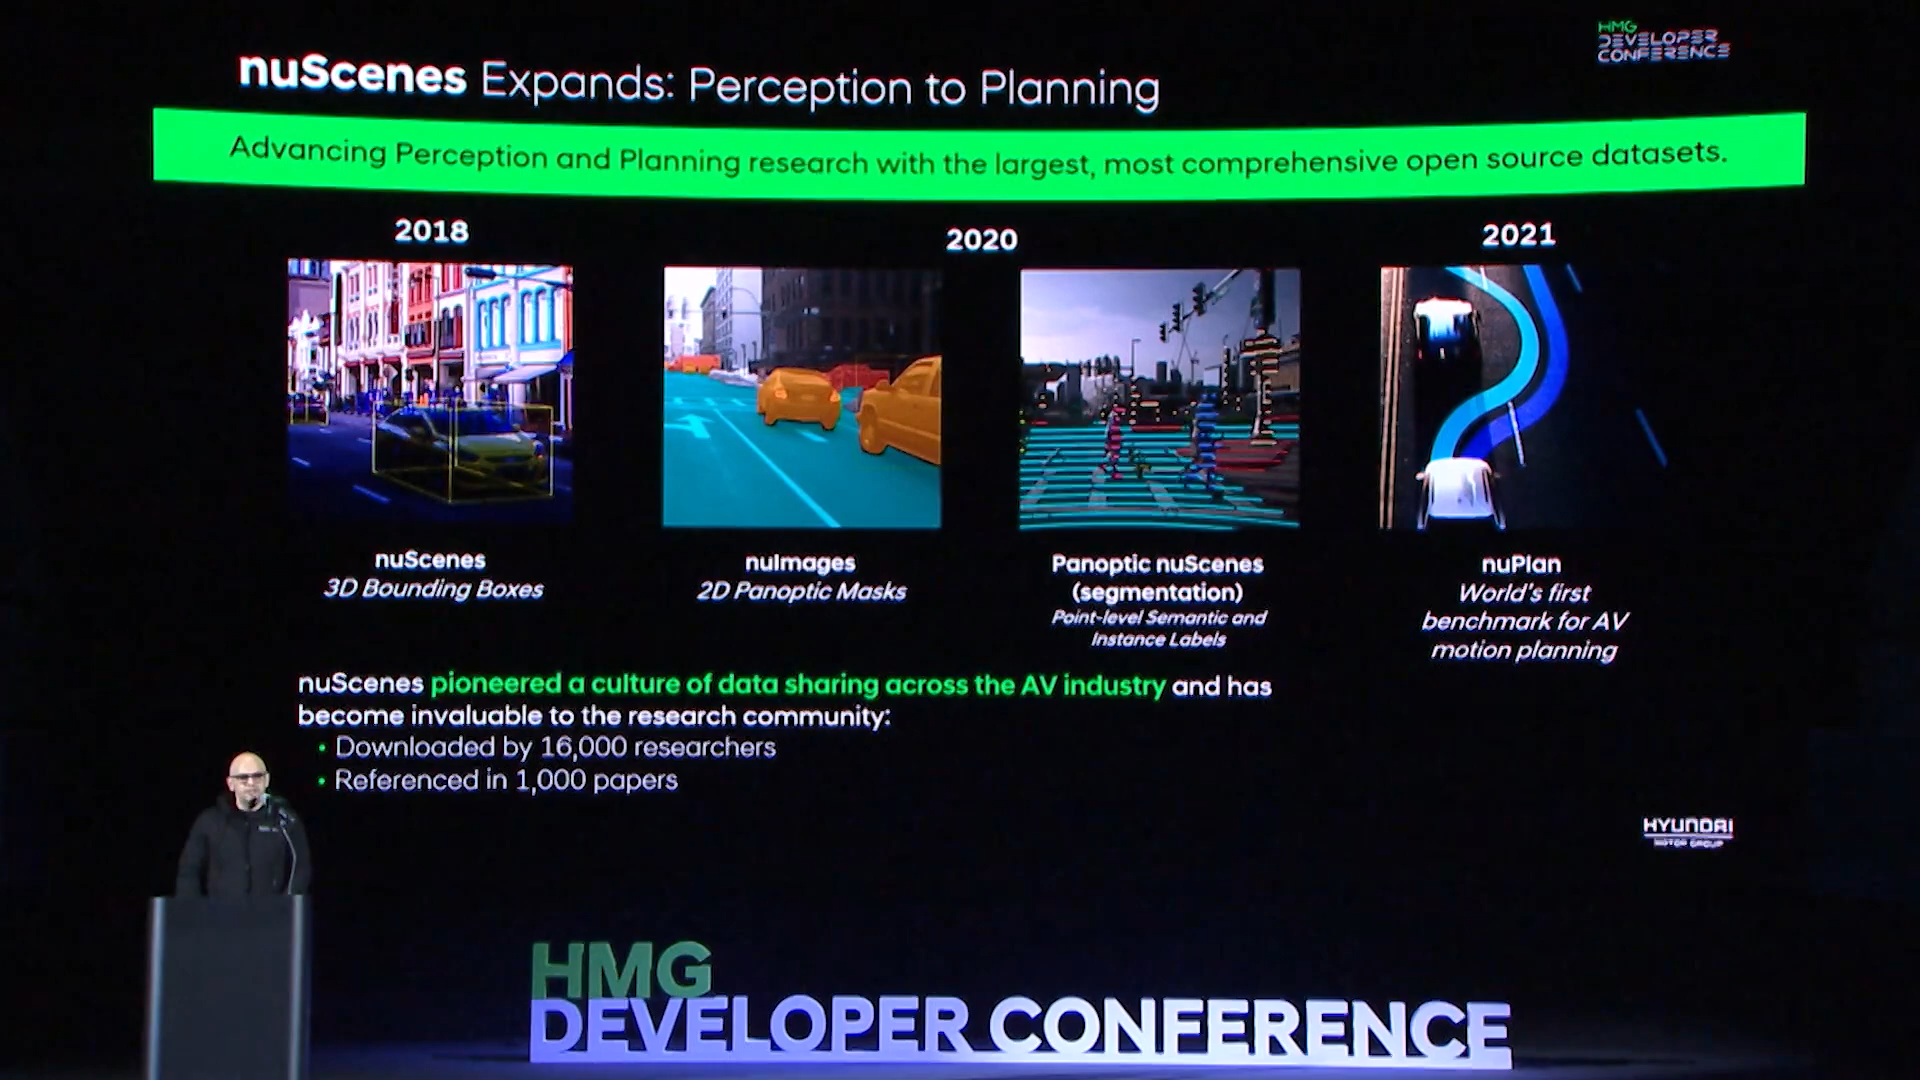 HMG
DEVELOPER
CONFERENCE
nuScenes Expands: Perception to Planning
Advancing Perception and Planning research with the largest, most comprehensive open source datasets.
2018
2020
2021
nuScenes
3D Bounding Boxes
nuImages
2D Panoptic Masks
Panoptic nuScenes
(segmentation)
Point-level Semantic and
Instance Labels
nuPlan
World's first
benchmark for AV
motion planning
nuScenes pioneered a culture of data sharing across the AV industry and has
become invaluable to the research community:
• Downloaded by 16,000 researchers
• Referenced in 1,000 papers
HYUNDAI
MOTOR GROUP
HMG
DEVELOPER CONFERENCE